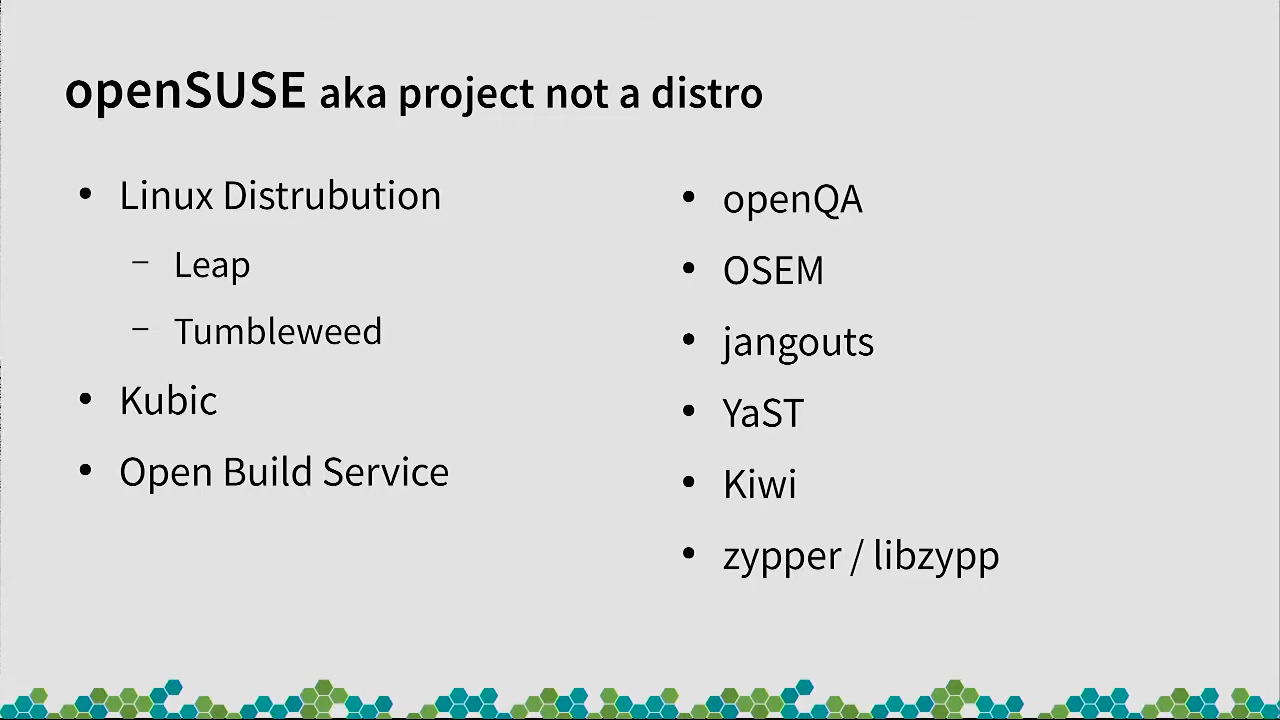 openSUSE aka project not a distro
• Linux Distrubution
– Leap
– Tumbleweed
• Kubic
• Open Build Service
• openQA
• OSEM
• jangouts
• YaST
• Kiwi
• zypper / libzypp